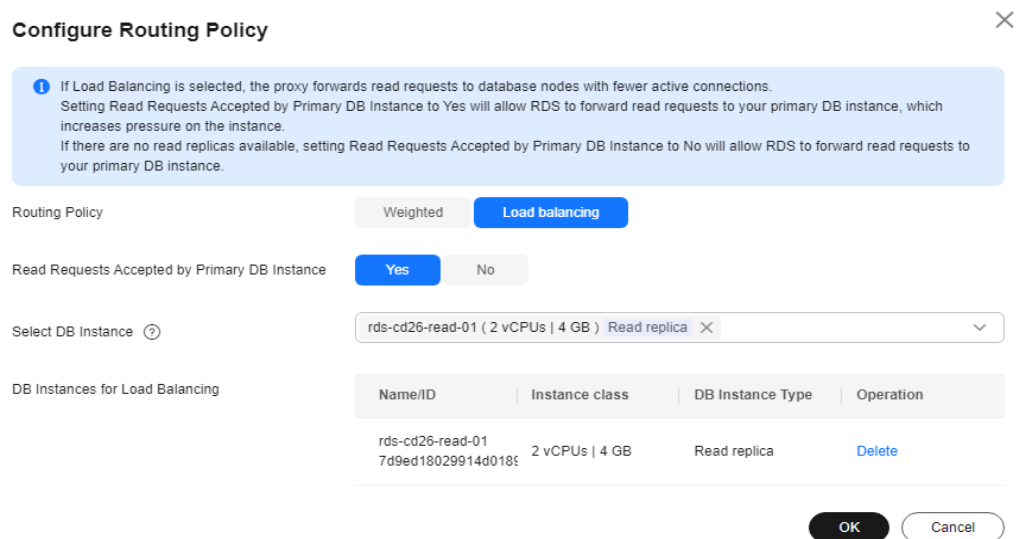 Configure Routing Policy
If Load Balancing is selected, the proxy forwards read requests to database nodes with fewer active connections.
Setting Read Requests Accepted by Primary DB Instance to Yes will allow RDS to forward read requests to your primary DB instance, which
increases pressure on the instance.
If there are no read replicas available, setting Read Requests Accepted by Primary DB Instance to No will allow RDS to forward read requests to
your primary DB instance.
Routing Policy Weighted Load balancing
Read Requests Accepted by Primary DB Instance Yes No
Select DB Instance rds-cd26-read-01 ( 2 vCPUs | 4 GB ) Read replica
DB Instances for Load Balancing
Name/ID Instance class DB Instance Type Operation
rds-cd26-read-01
7d9ed18029914d0189
2 vCPUs | 4 GB Read replica Delete
OK Cancel